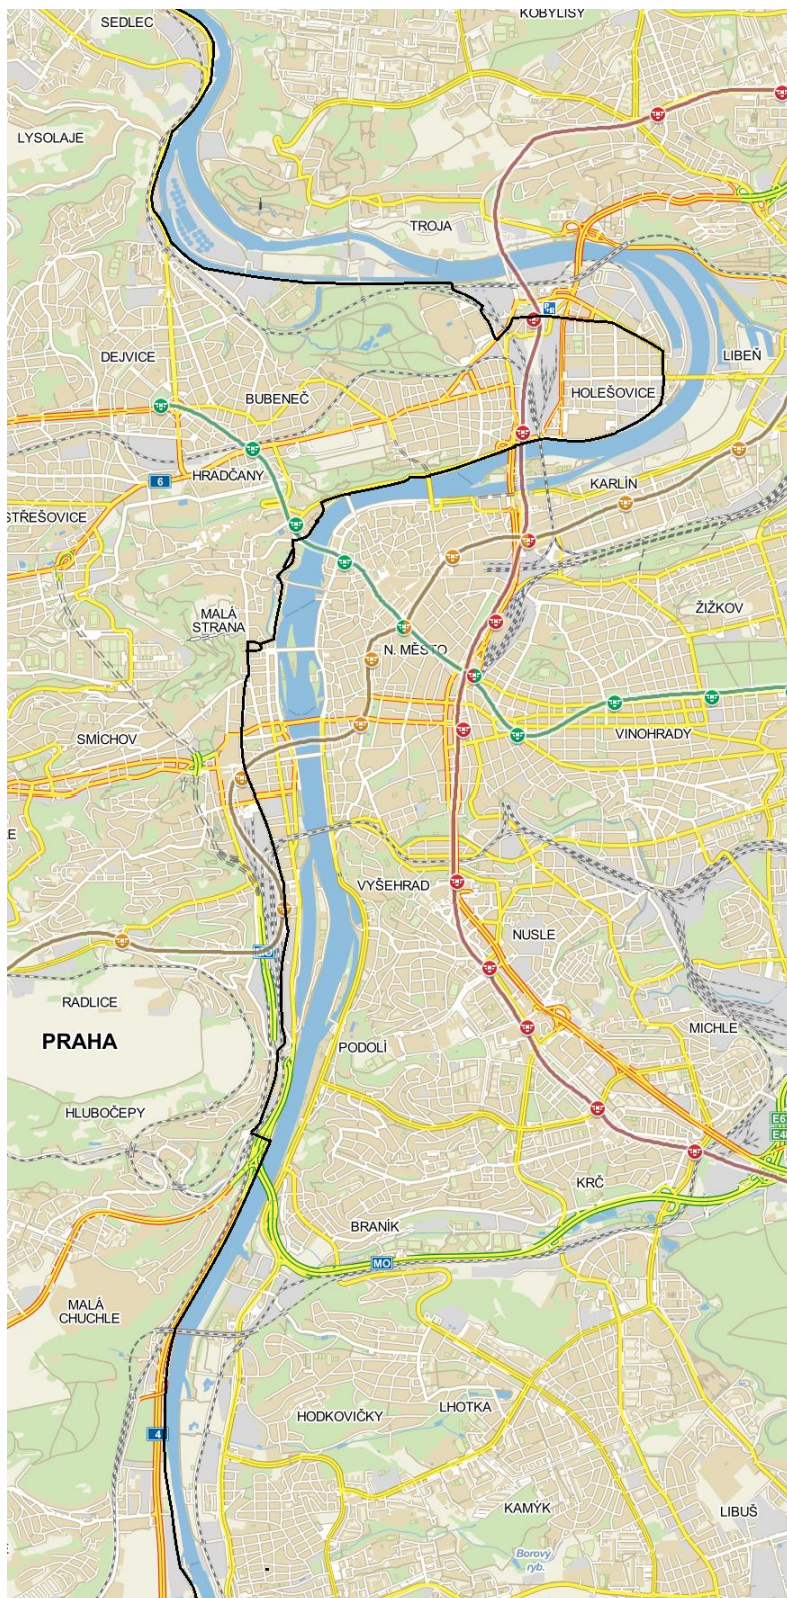 SEDLEC
KOBYLISY
LYSOLAJE
TROJA
P+R
DEJVICE
LIBEŇ
BUBENEČ
HOLEŠOVICE
HRADČANY
6
KARLÍN
STŘEŠOVICE
MALÁ
STRANA
ŽIŽKOV
N. MĚSTO
SMÍCHOV
VINOHRADY
VYŠEHRAD
NUSLE
RADLICE
MICHLE
PRAHA
PODOLÍ
HLUBOČEPY
KRČ
BRANÍK
MO
MALÁ
CHUCHLE
LHOTKA
HODKOVIČKY
4
KAMÝK
LIBUŠ
Borový
ryb.